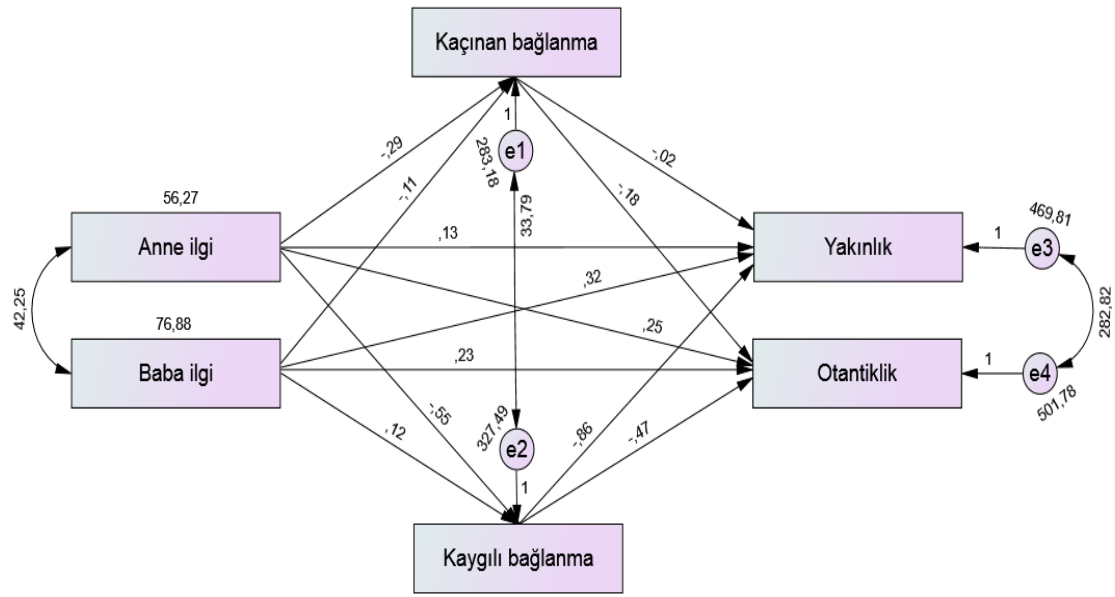 Kaçınan bağlanma
1
e1
283,18
-,29
-,02
-,11
-,18
33,79
56,27
Anne ilgi
,13
Yakınlık
1
469,81
e3
42,25
,32
282,82
76,88
,25
Baba ilgi
,23
Otantiklik
1
e4
501,78
-,55
,12
327,49
e2
-,86
-,47
1
Kaygılı bağlanma